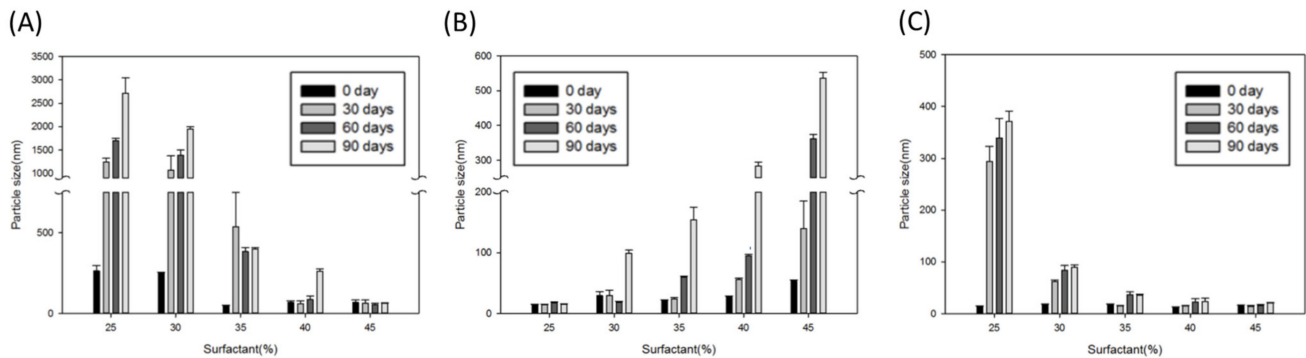 (A)
3500
3000
2500
2000
1500
1000
500
0
Particle size(nm)
0 day
30 days
60 days
90 days
25 30 35 40 45
Surfactant(%)
(B)
600
500
400
300
200
100
0
Particle size(nm)
0 day
30 days
60 days
90 days
25 30 35 40 45
Surfactant(%)
(C)
500
400
300
200
100
0
Particle size(nm)
0 day
30 days
60 days
90 days
25 30 35 40 45
Surfactant(%)